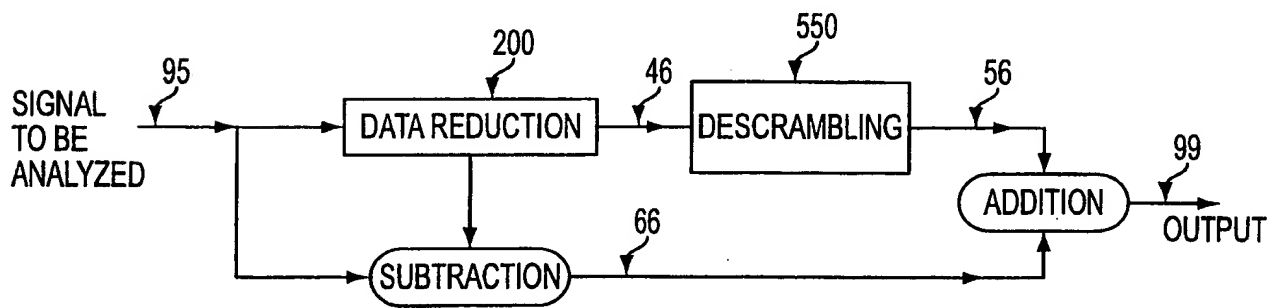 200
550
95
46
56
SIGNAL
TO BE
ANALYZED
DATA REDUCTION
DESCRAMBLING
99
ADDITION
OUTPUT
66
SUBTRACTION